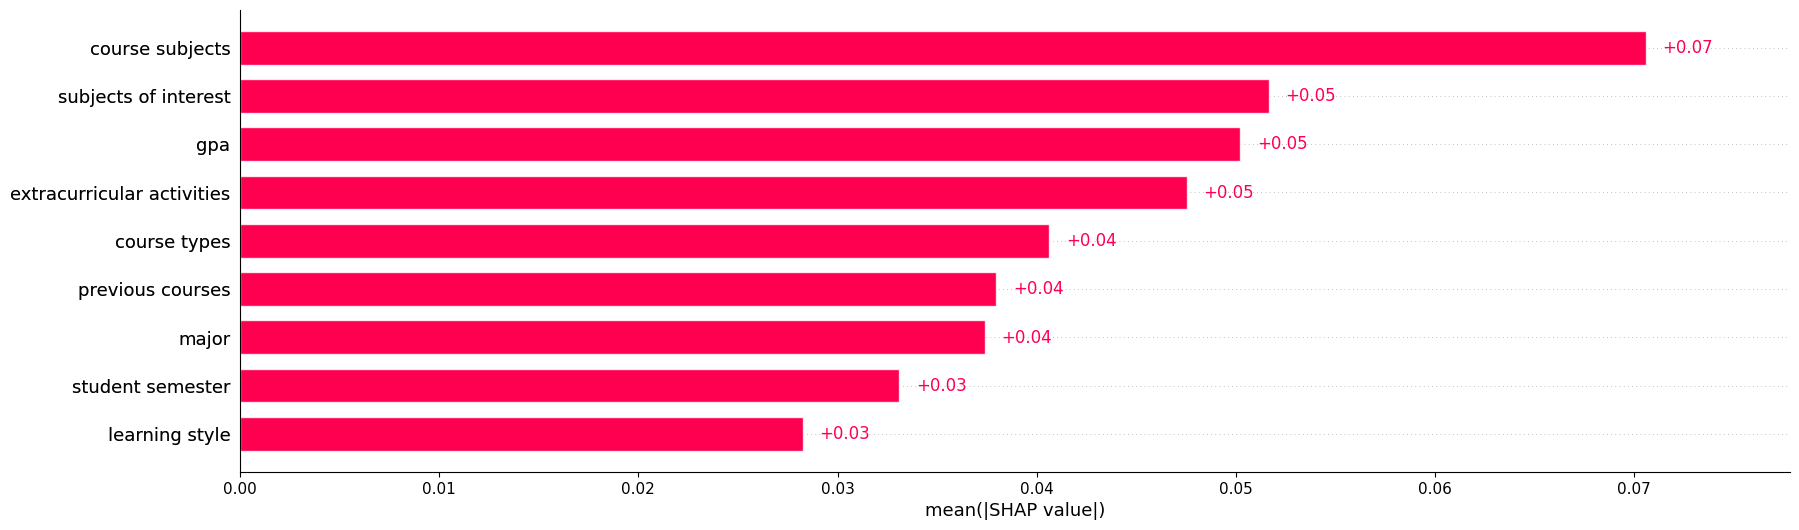 course subjects +0.07
subjects of interest +0.05
gpa +0.05
extracurricular activities +0.05
course types +0.04
previous courses +0.04
major +0.04
student semester +0.03
learning style +0.03
0.00 0.01 0.02 0.03 0.04 0.05 0.06 0.07
mean(|SHAP value|)